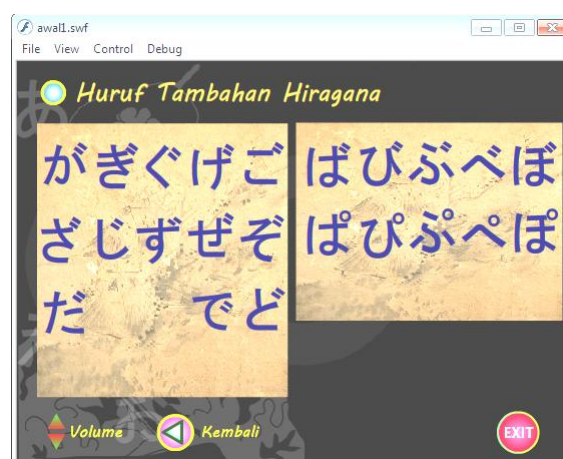 awal1.swf
File View Control Debug
Huruf Tambahan Hiragana
がぎぐげご
ざじずぜぞ
だ でど
ばびぶべぼ
ぱぴぷぺぽ
Volume
Kembali
EXIT